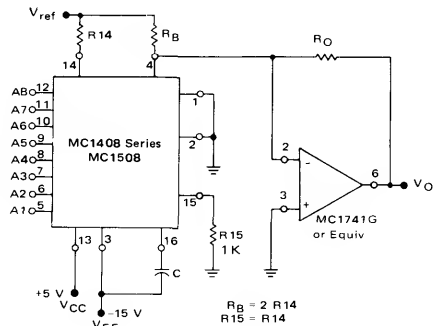 Vref
R14
RB
RO
14
4
A8 12
A7 11
A6 10
A5 9
A4 8
A3 7
A2 6
A1 5
MC1408 Series
MC1508
1
2
15
R15
1 K
13
3
16
C
+5 V
VCC
-15 V
VEE
2
3
6
VO
MC1741G
or Equiv
RB = 2 R14
R15 = R14